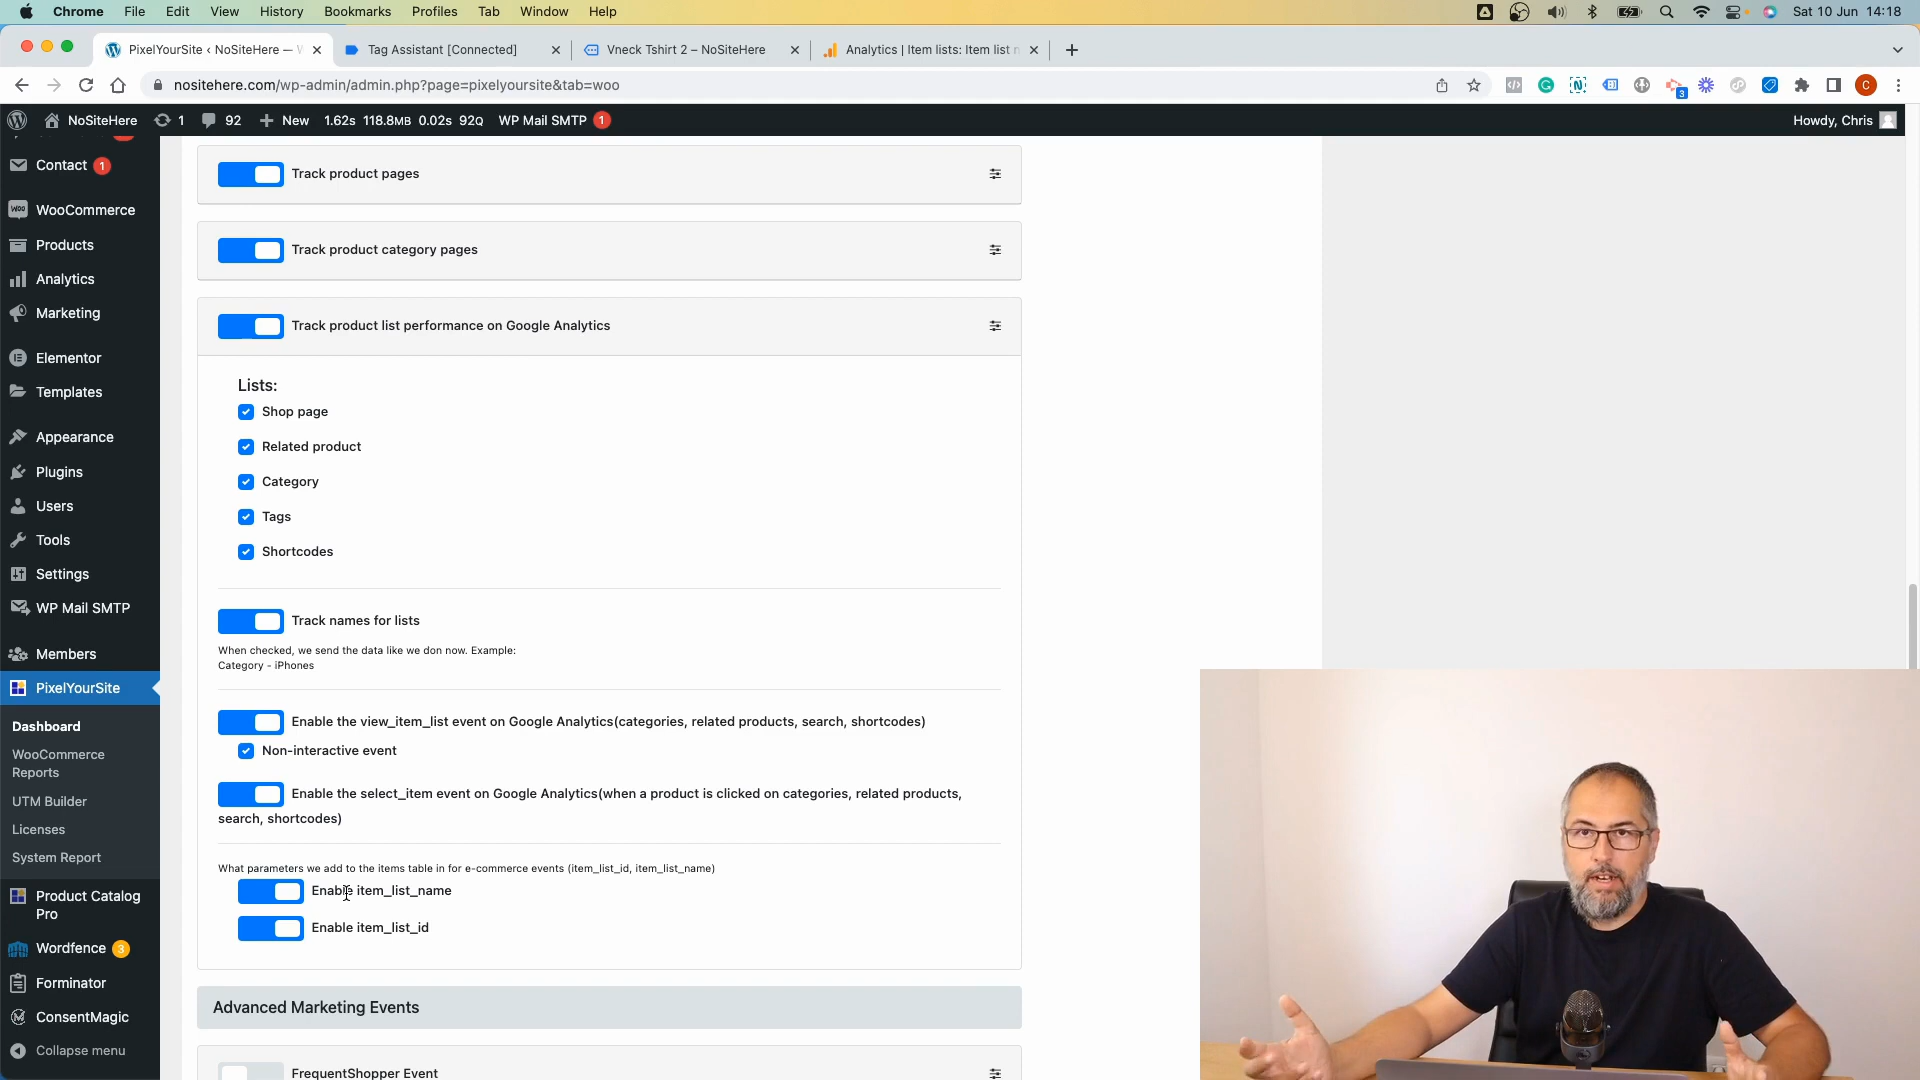 Chrome File Edit View History Bookmarks Profiles Tab Window Help Sat 10 Jun 14:18
PixelYourSite ‹ NoSiteHere — W Tag Assistant [Connected] Vneck Tshirt 2 – NoSiteHere Analytics | Item lists: Item list n
nositehere.com/wp-admin/admin.php?page=pixelyoursite&tab=woo 3 C
NoSiteHere 1 92 New 1.62s 118.8MB 0.02s 92Q WP Mail SMTP 1 Howdy, Chris
Contact 1
WooCommerce
Products
Analytics
Marketing
Elementor
Templates
Appearance
Plugins
Users
Tools
Settings
WP Mail SMTP
Members
PixelYourSite
Dashboard
WooCommerce
Reports
UTM Builder
Licenses
System Report
Product Catalog
Pro
Wordfence 3
Forminator
ConsentMagic
Collapse menu
Track product pages
Track product category pages
Track product list performance on Google Analytics
Lists:
Shop page
Related product
Category
Tags
Shortcodes
Track names for lists
When checked, we send the data like we don now. Example:
Category - iPhones
Enable the view_item_list event on Google Analytics(categories, related products, search, shortcodes)
Non-interactive event
Enable the select_item event on Google Analytics(when a product is clicked on categories, related products,
search, shortcodes)
What parameters we add to the items table in for e-commerce events (item_list_id, item_list_name)
Enable item_list_name
Enable item_list_id
Advanced Marketing Events
FrequentShopper Event